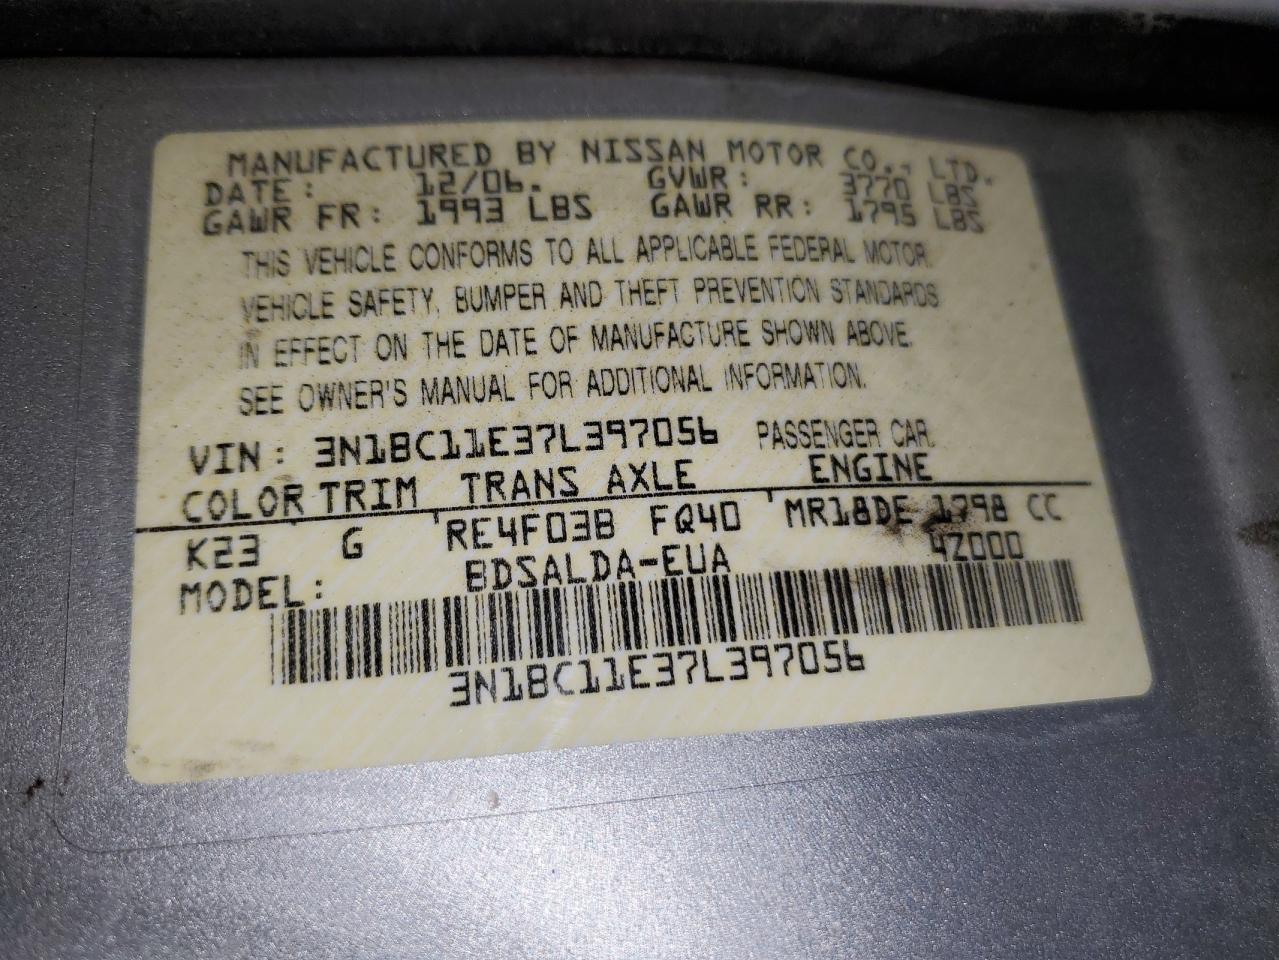 MANUFACTURED BY NISSAN MOTOR CO., LTD.
DATE: 12/06. GVWR: 3770 LBS
GAWR FR: 1993 LBS GAWR RR: 1795 LBS
THIS VEHICLE CONFORMS TO ALL APPLICABLE FEDERAL MOTOR
VEHICLE SAFETY, BUMPER AND THEFT PREVENTION STANDARDS
IN EFFECT ON THE DATE OF MANUFACTURE SHOWN ABOVE.
SEE OWNER'S MANUAL FOR ADDITIONAL INFORMATION.
VIN: 3N1BC11E37L397056 PASSENGER CAR.
COLOR TRIM TRANS AXLE ENGINE
K23 G RE4F03B FQ40 MR18DE 1798 CC
MODEL: BDSALDA-EUA 4Z000
3N1BC11E37L397056